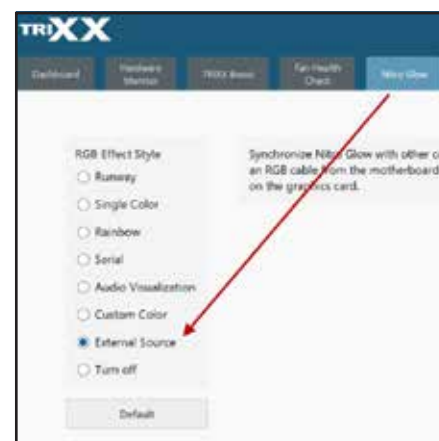 TRIXX
Dashboard
Hardware
Monitor
TRIXX Boost
Fan Health
Check
Nitro Glow
RGB Effect Style
Runway
Single Color
Rainbow
Serial
Audio Visualization
Custom Color
External Source
Turn off
Default
Synchronize Nitro Glow with other c
an RGB cable from the motherboard
on the graphics card.